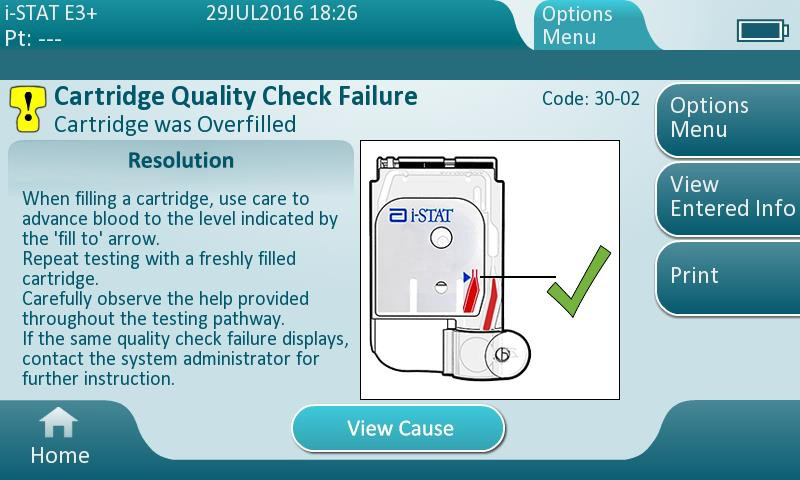 i-STAT E3+
29JUL2016 18:26
Pt: ---
Options
Menu
Cartridge Quality Check Failure
Code: 30-02
Cartridge was Overfilled
Resolution
When filling a cartridge, use care to
advance blood to the level indicated by
the 'fill to' arrow.
Repeat testing with a freshly filled
cartridge.
Carefully observe the help provided
throughout the testing pathway.
If the same quality check failure displays,
contact the system administrator for
further instruction.
i-STAT
Options
Menu
View
Entered Info
Print
Home
View Cause